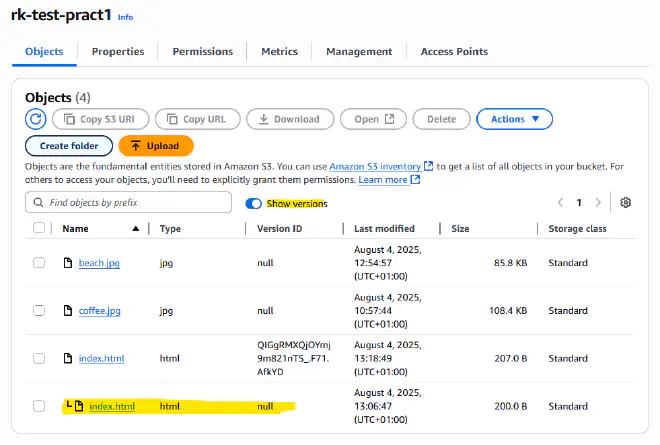 rk-test-pract1 Info
Objects Properties Permissions Metrics Management Access Points
Objects (4)
Copy S3 URI Copy URL Download Open Delete Actions
Create folder Upload
Objects are the fundamental entities stored in Amazon S3. You can use Amazon S3 inventory to get a list of all objects in your bucket. For
others to access your objects, you'll need to explicitly grant them permissions. Learn more
Find objects by prefix Show versions 1
Name Type Version ID Last modified Size Storage class
beach.jpg jpg null August 4, 2025, 12:54:57 (UTC+01:00) 85.8 KB Standard
coffee.jpg jpg null August 4, 2025, 10:57:44 (UTC+01:00) 108.4 KB Standard
index.html html QIGgRMXQjOYmj9m821nTS_.F71.AfkYD August 4, 2025, 13:18:49 (UTC+01:00) 207.0 B Standard
index.html html null August 4, 2025, 13:06:47 (UTC+01:00) 200.0 B Standard